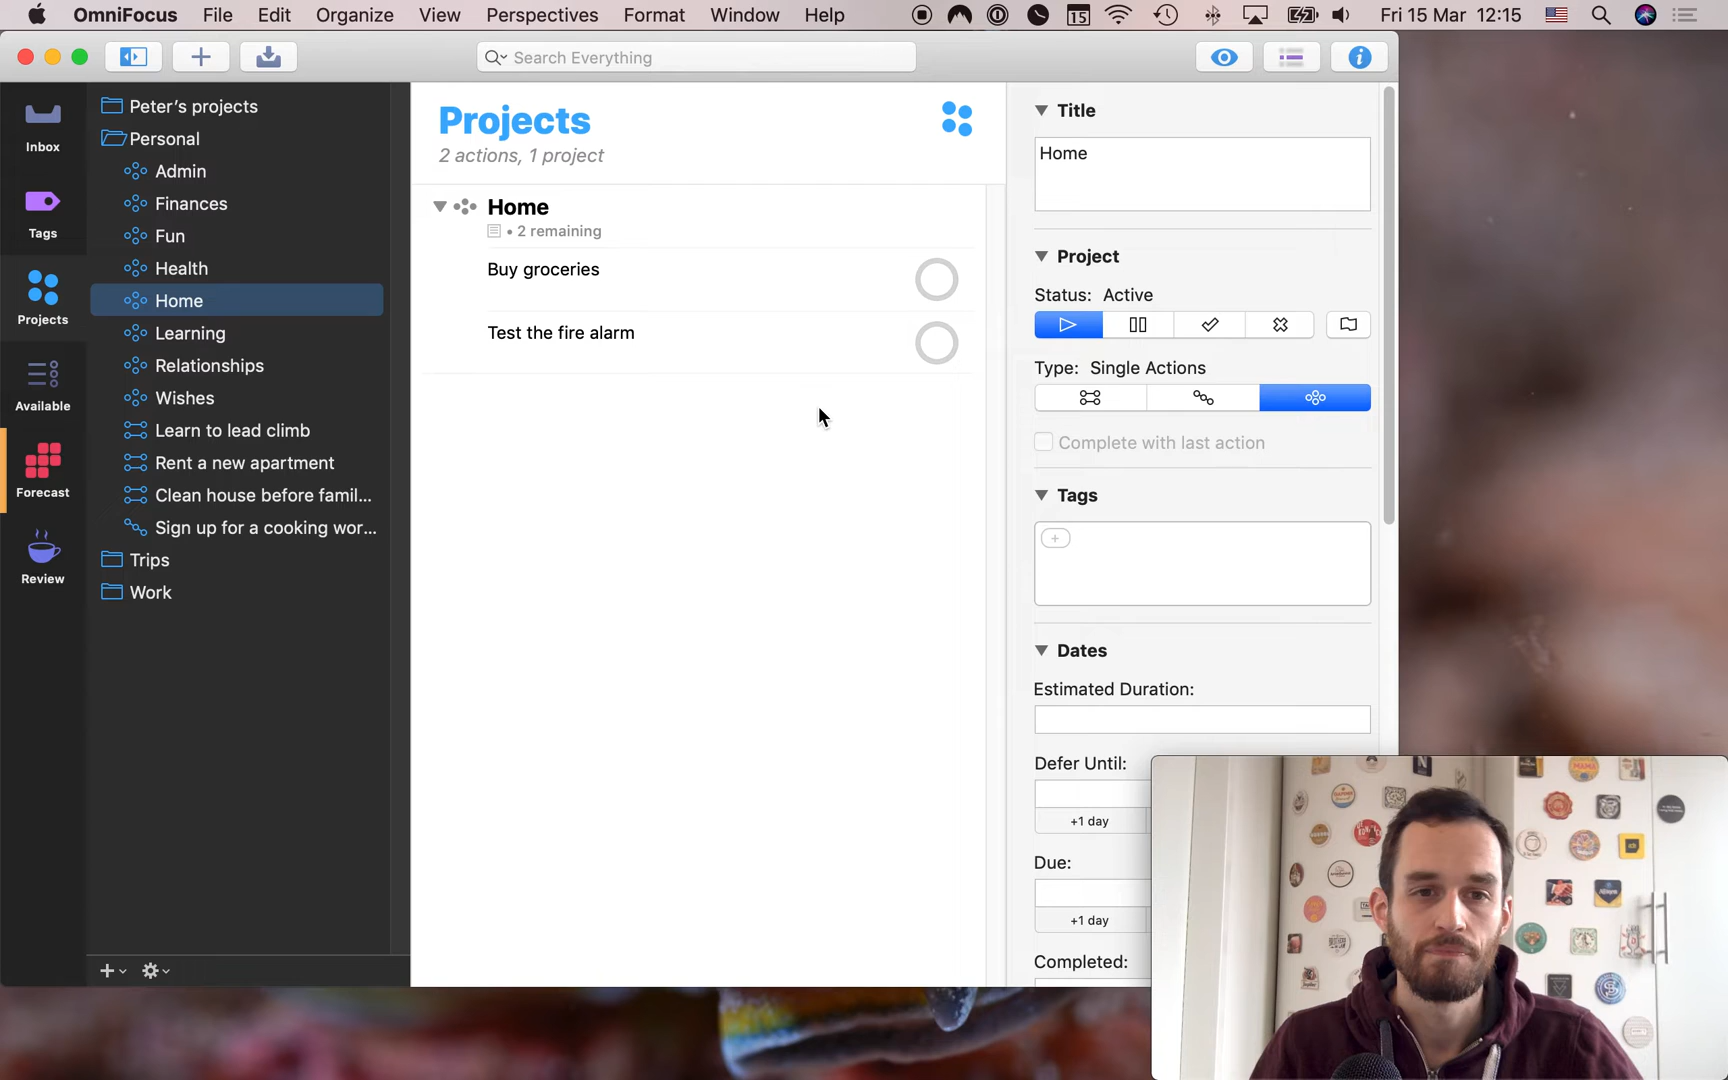 OmniFocus File Edit Organize View Perspectives Format Window Help 15 Fri 15 Mar 12:15
Search Everything
Inbox
Tags
Projects
Available
Forecast
Review
Peter's projects
Personal
Admin
Finances
Fun
Health
Home
Learning
Relationships
Wishes
Learn to lead climb
Rent a new apartment
Clean house before famil...
Sign up for a cooking wor...
Trips
Work
Projects
2 actions, 1 project
Home
• 2 remaining
Buy groceries
Test the fire alarm
Title
Home
Project
Status: Active
Type: Single Actions
Complete with last action
Tags
Dates
Estimated Duration:
Defer Until:
+1 day
Due:
+1 day
Completed: